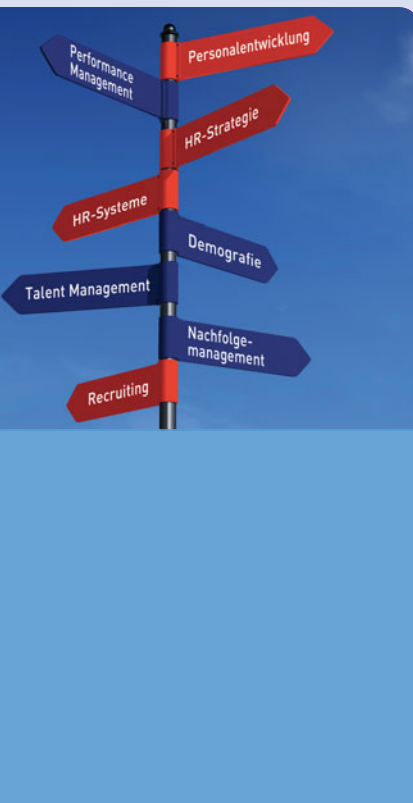 Personalentwicklung
Performance
Management
HR-Strategie
HR-Systeme
Demografie
Talent Management
Nachfolge-
management
Recruiting